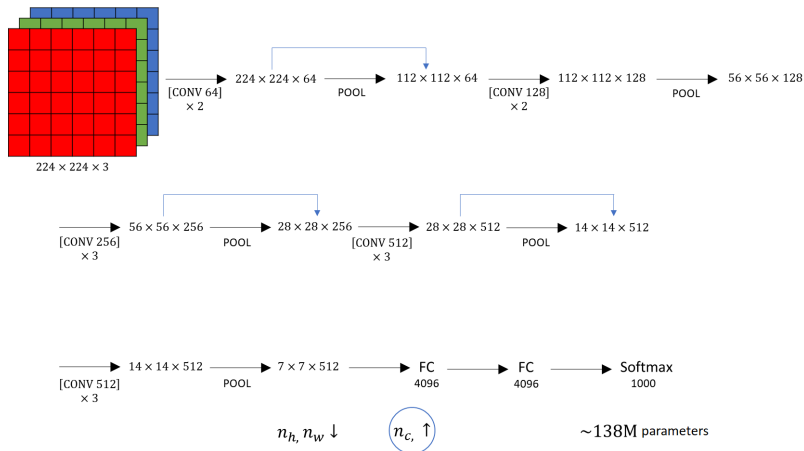 224 × 224 × 64
112 × 112 × 64
112 × 112 × 128
56 × 56 × 128
[CONV 64]
× 2
POOL
[CONV 128]
× 2
POOL
224 × 224 × 3
56 × 56 × 256
28 × 28 × 256
28 × 28 × 512
14 × 14 × 512
[CONV 256]
× 3
POOL
[CONV 512]
× 3
POOL
14 × 14 × 512
7 × 7 × 512
FC
4096
FC
4096
Softmax
1000
[CONV 512]
× 3
POOL
n_h, n_w ↓
n_c, ↑
~138M parameters